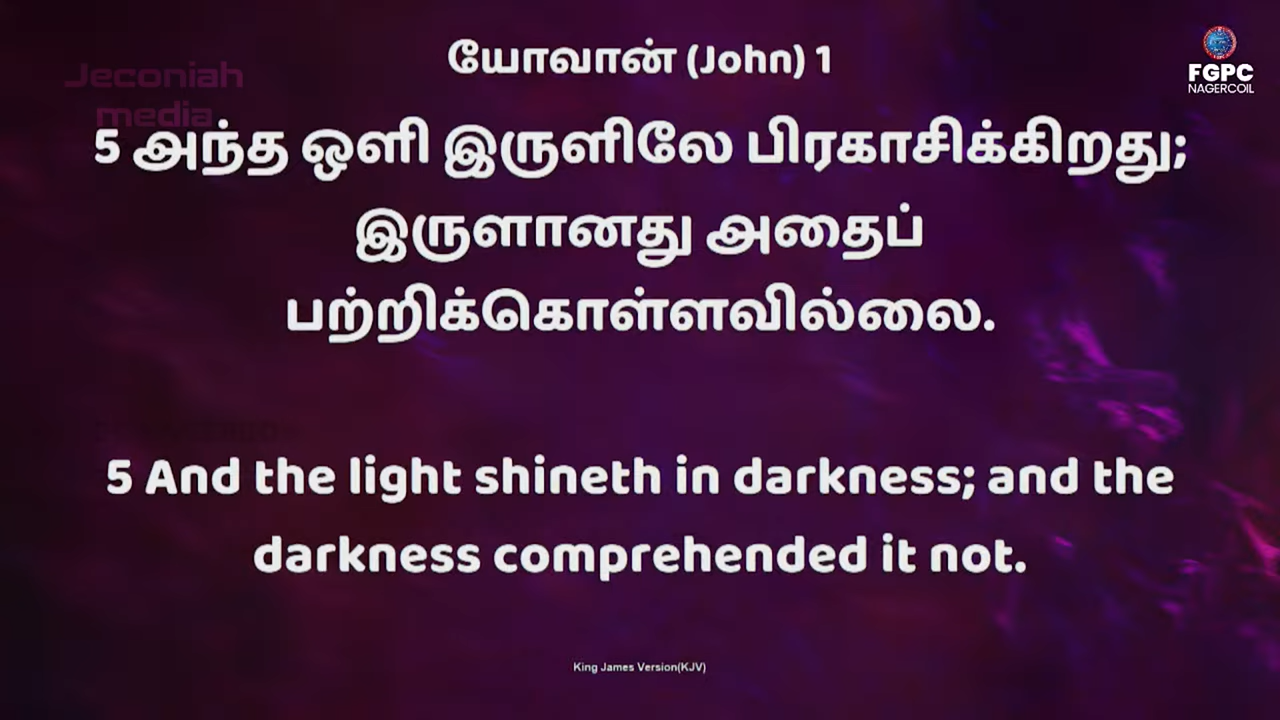 யோவான் (John) 1
Jeconiah
media
FGPC
NAGERCOIL
5 அந்த ஒளி இருளிலே பிரகாசிக்கிறது;
இருளானது அதைப்
பற்றிக்கொள்ளவில்லை.
5 And the light shineth in darkness; and the
darkness comprehended it not.
King James Version(KJV)